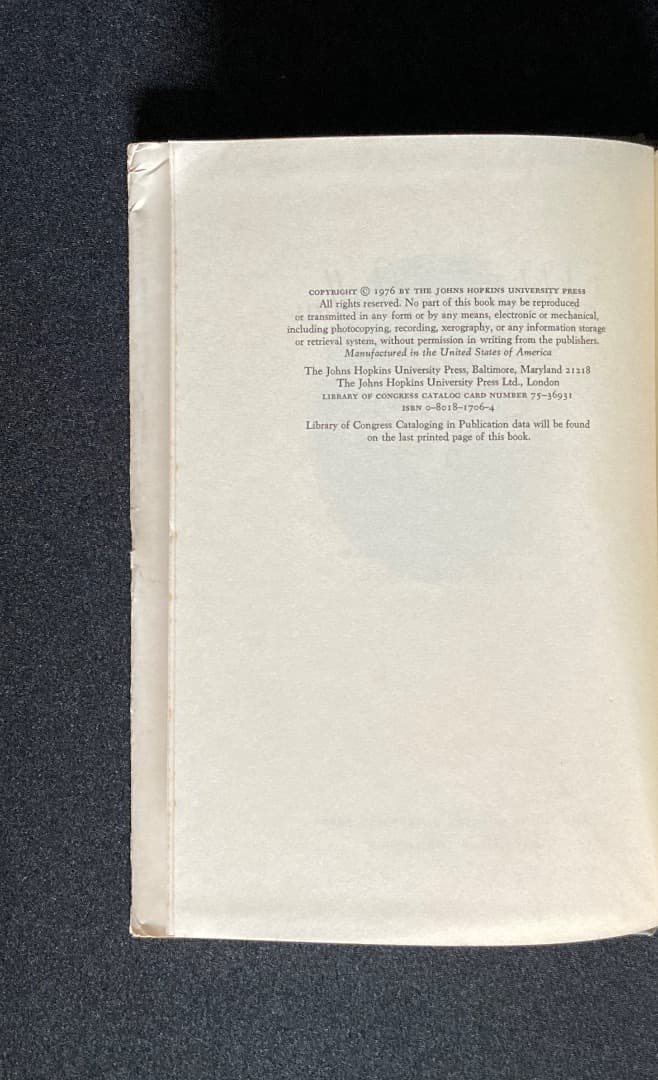 COPYRIGHT © 1976 BY THE JOHNS HOPKINS UNIVERSITY PRESS
All rights reserved. No part of this book may be reproduced
or transmitted in any form or by any means, electronic or mechanical,
including photocopying, recording, xerography, or any information storage
or retrieval system, without permission in writing from the publishers.
Manufactured in the United States of America
The Johns Hopkins University Press, Baltimore, Maryland 21218
The Johns Hopkins University Press Ltd., London
LIBRARY OF CONGRESS CATALOG CARD NUMBER 75-36931
ISBN 0-8018-1706-4
Library of Congress Cataloging in Publication data will be found
on the last printed page of this book.